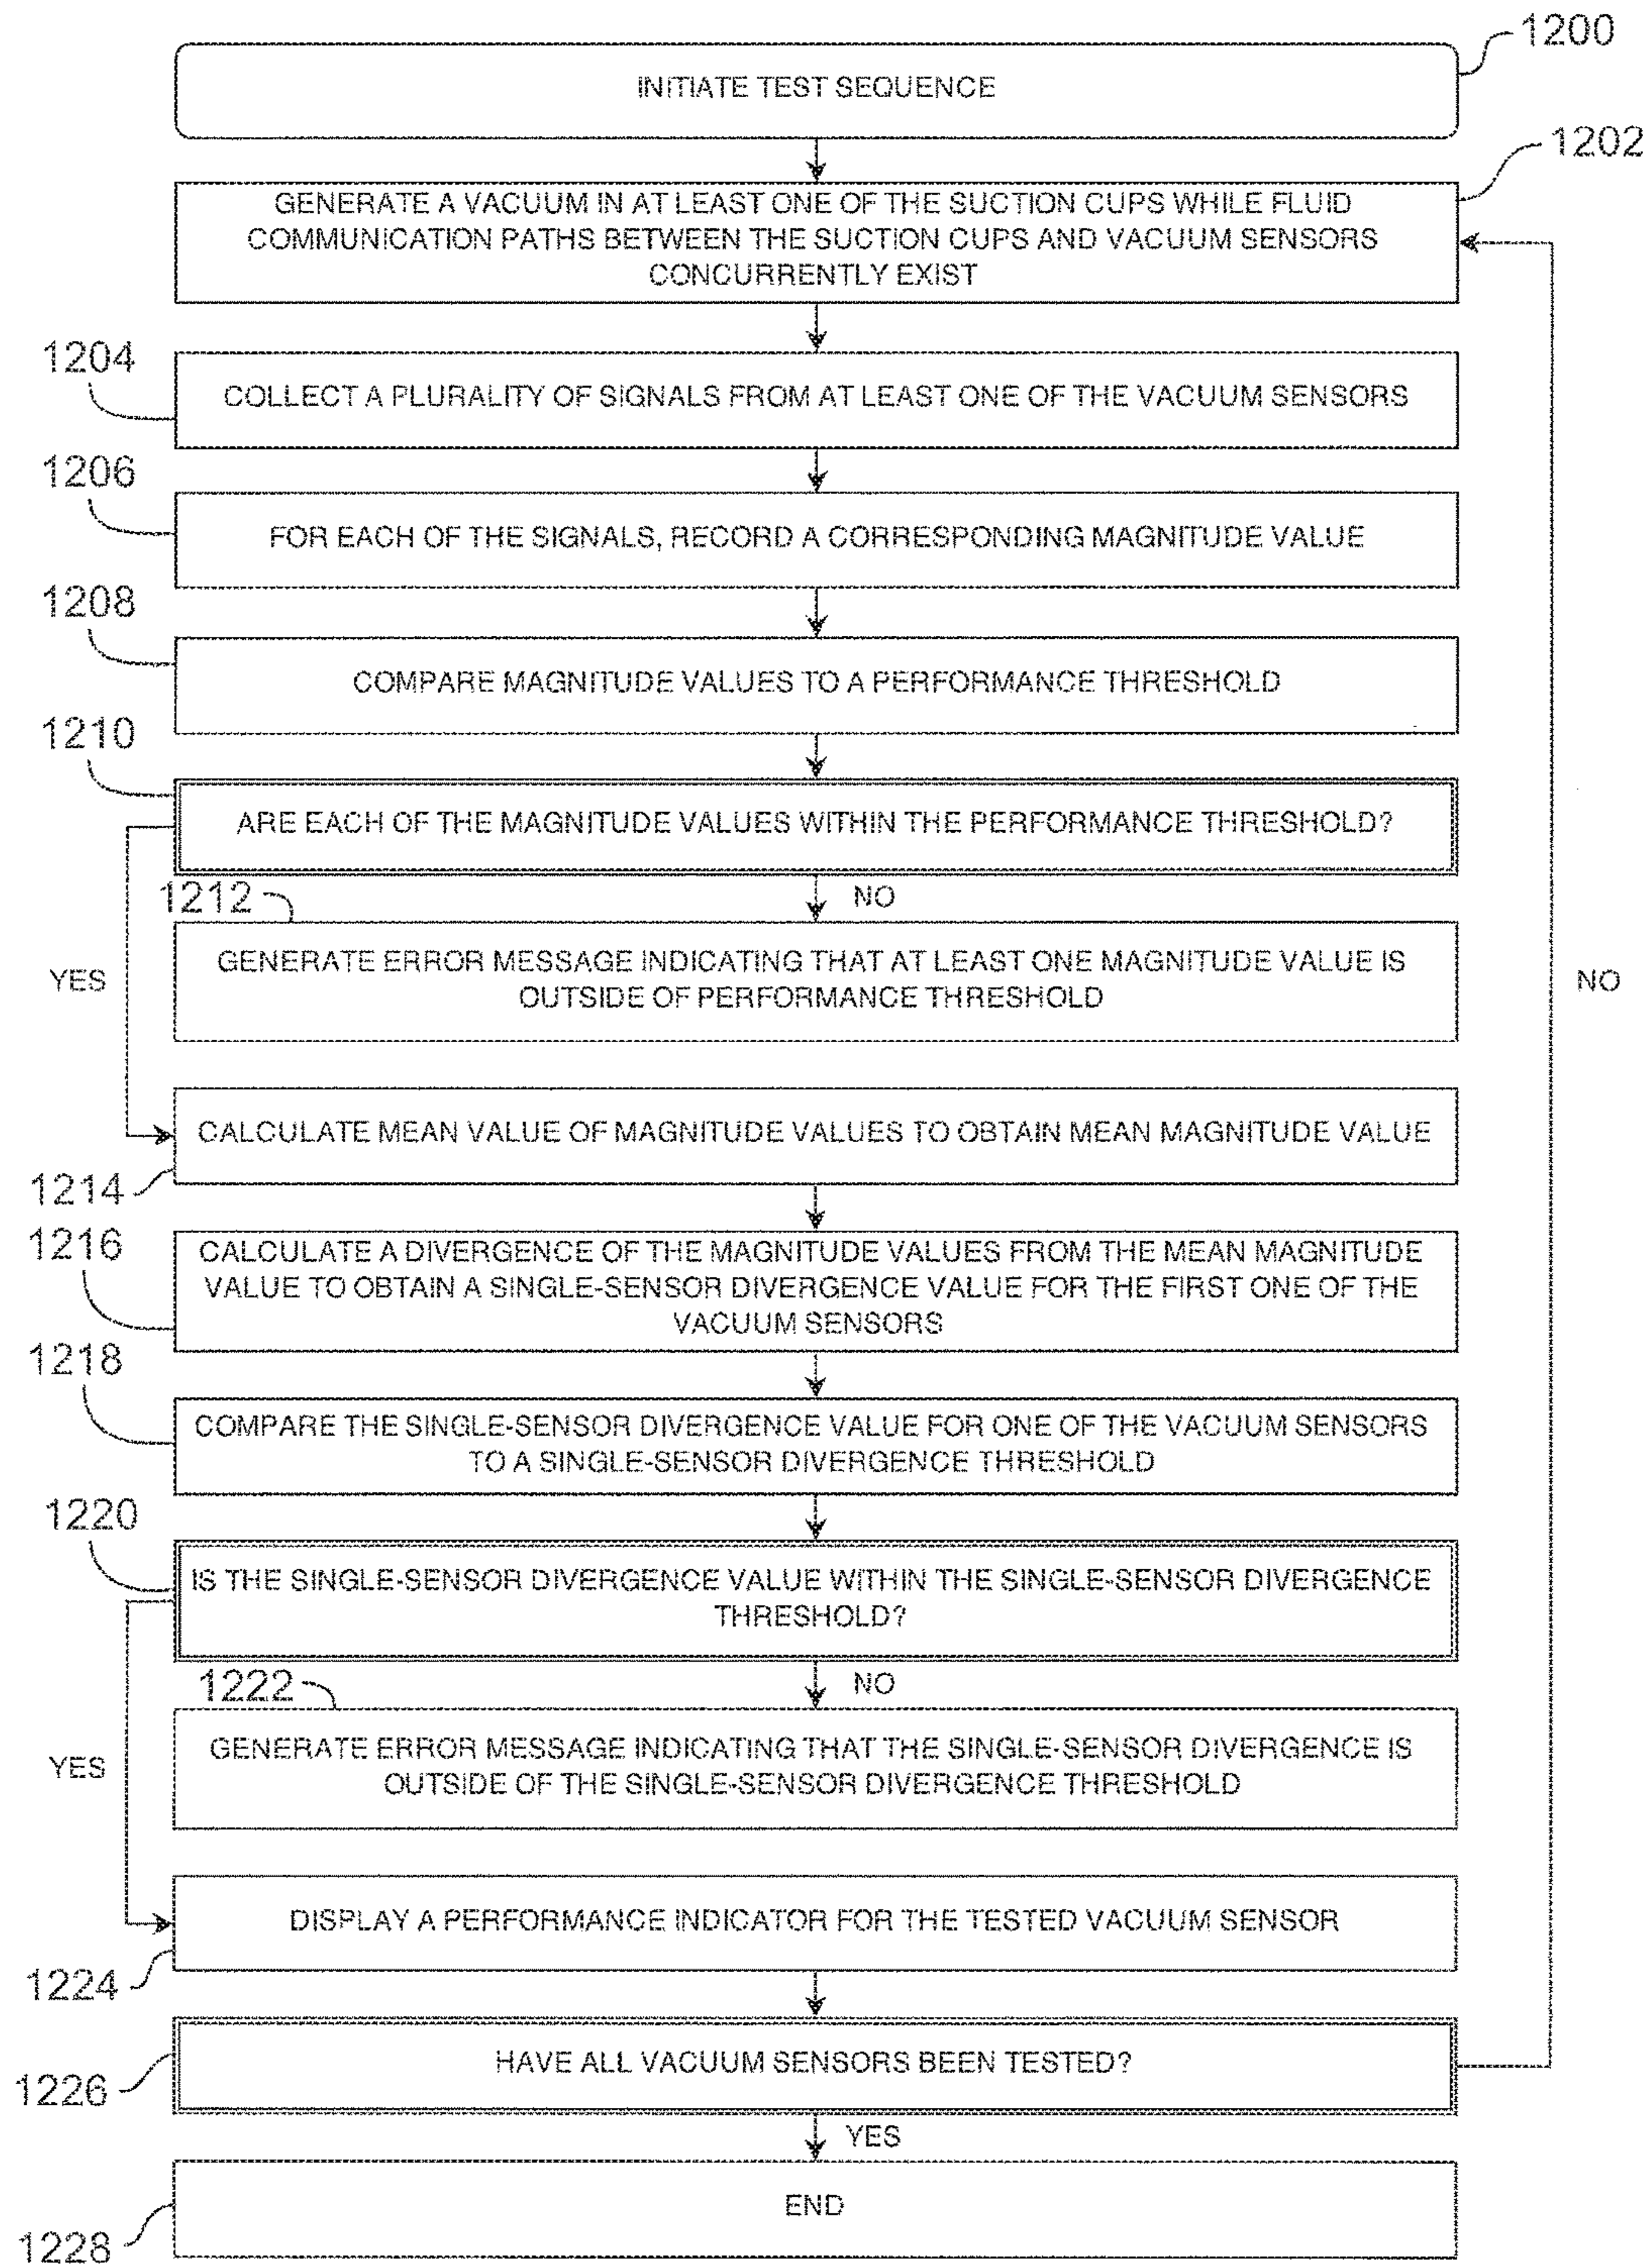 1200
INITIATE TEST SEQUENCE
1202
GENERATE A VACUUM IN AT LEAST ONE OF THE SUCTION CUPS WHILE FLUID
COMMUNICATION PATHS BETWEEN THE SUCTION CUPS AND VACUUM SENSORS
CONCURRENTLY EXIST
1204
COLLECT A PLURALITY OF SIGNALS FROM AT LEAST ONE OF THE VACUUM SENSORS
1206
FOR EACH OF THE SIGNALS, RECORD A CORRESPONDING MAGNITUDE VALUE
1208
COMPARE MAGNITUDE VALUES TO A PERFORMANCE THRESHOLD
1210
ARE EACH OF THE MAGNITUDE VALUES WITHIN THE PERFORMANCE THRESHOLD?
1212
NO
GENERATE ERROR MESSAGE INDICATING THAT AT LEAST ONE MAGNITUDE VALUE IS
OUTSIDE OF PERFORMANCE THRESHOLD
YES
NO
CALCULATE MEAN VALUE OF MAGNITUDE VALUES TO OBTAIN MEAN MAGNITUDE VALUE
1214
1216
CALCULATE A DIVERGENCE OF THE MAGNITUDE VALUES FROM THE MEAN MAGNITUDE
VALUE TO OBTAIN A SINGLE-SENSOR DIVERGENCE VALUE FOR THE FIRST ONE OF THE
VACUUM SENSORS
1218
COMPARE THE SINGLE-SENSOR DIVERGENCE VALUE FOR ONE OF THE VACUUM SENSORS
TO A SINGLE-SENSOR DIVERGENCE THRESHOLD
1220
IS THE SINGLE-SENSOR DIVERGENCE VALUE WITHIN THE SINGLE-SENSOR DIVERGENCE
THRESHOLD?
1222
NO
GENERATE ERROR MESSAGE INDICATING THAT THE SINGLE-SENSOR DIVERGENCE IS
OUTSIDE OF THE SINGLE-SENSOR DIVERGENCE THRESHOLD
YES
DISPLAY A PERFORMANCE INDICATOR FOR THE TESTED VACUUM SENSOR
1224
HAVE ALL VACUUM SENSORS BEEN TESTED?
1226
YES
END
1228